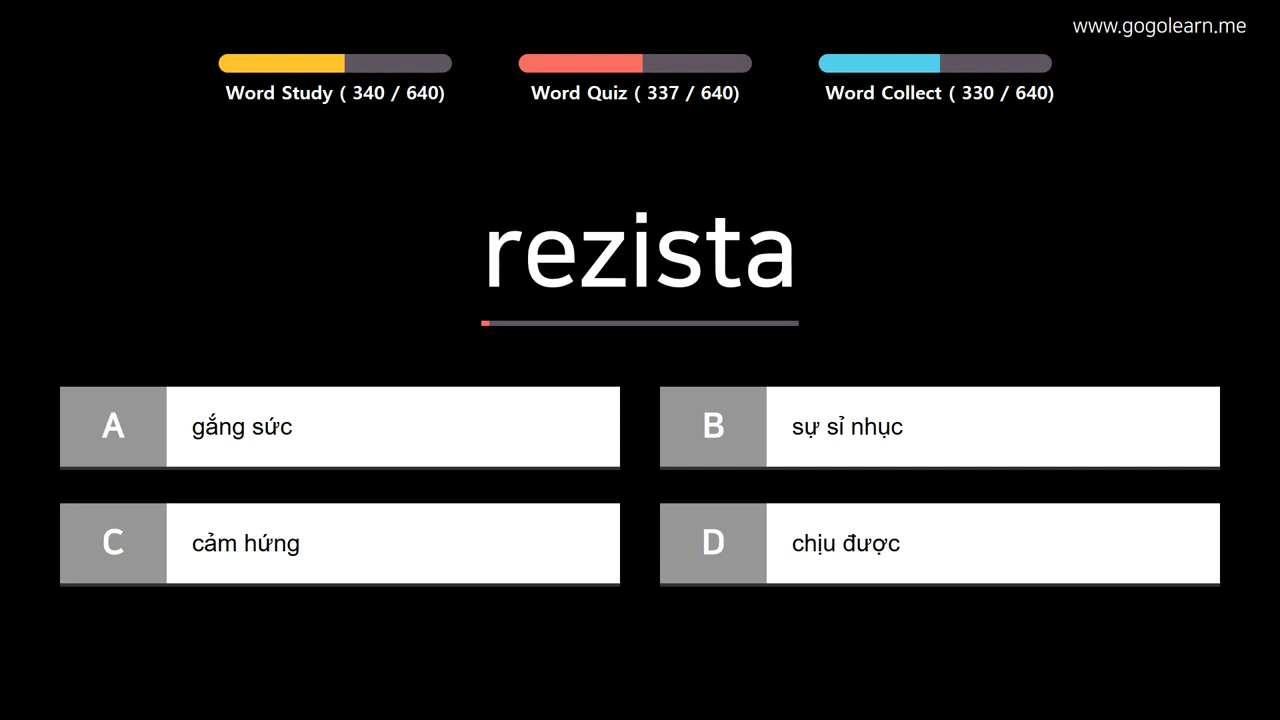 www.gogolearn.me
Word Study ( 340 / 640)
Word Quiz ( 337 / 640)
Word Collect ( 330 / 640)
rezista
A gắng sức
B sự sỉ nhục
C cảm hứng
D chịu được